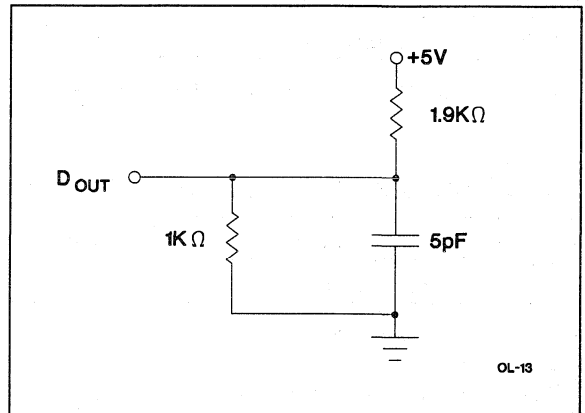 +5V
1.9KΩ
D OUT
1KΩ
5pF
OL-13